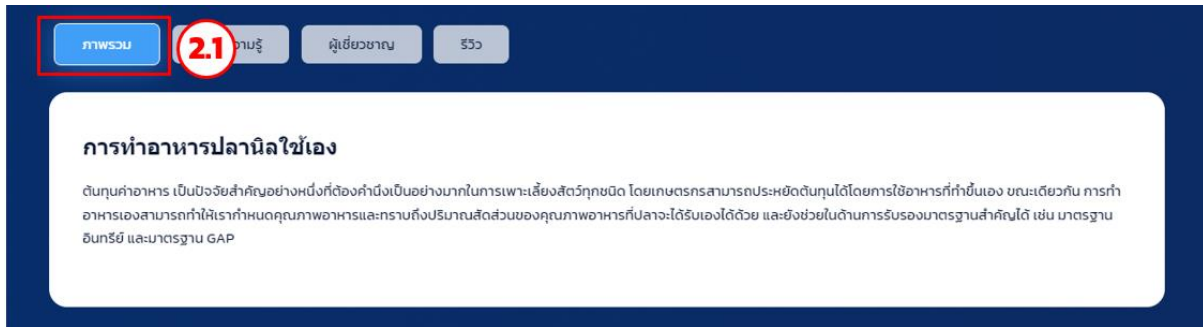 ภาพรวม
2.1
ามรู้
ผู้เชี่ยวชาญ
รีวิว
การทำอาหารปลานิลใช้เอง
ต้นทุนค่าอาหาร เป็นปัจจัยสำคัญอย่างหนึ่งที่ต้องคำนึงเป็นอย่างมากในการเพาะเลี้ยงสัตว์ทุกชนิด โดยเกษตรกรสามารถประหยัดต้นทุนได้โดยการใช้อาหารที่ทำขึ้นเอง ขณะเดียวกัน การทำ
อาหารเองสามารถทำให้เรากำหนดคุณภาพอาหารและทราบถึงปริมาณสัดส่วนของคุณภาพอาหารที่ปลาจะได้รับเองได้ด้วย และยังช่วยในด้านการรับรองมาตรฐานสำคัญได้ เช่น มาตรฐาน
อินทรีย์ และมาตรฐาน GAP